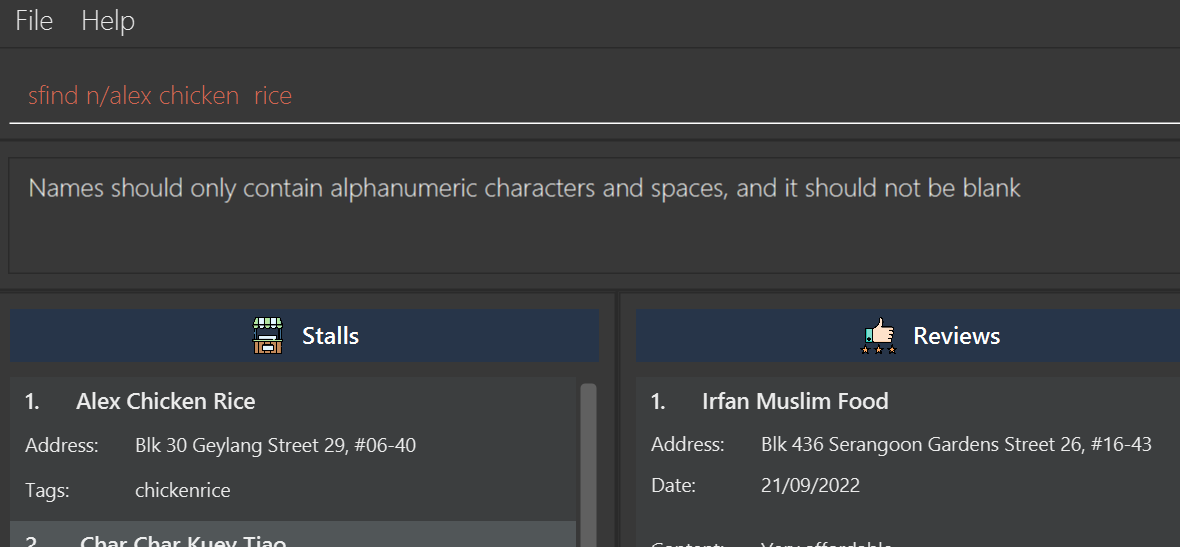 File Help
sfind n/alex chicken  rice
Names should only contain alphanumeric characters and spaces, and it should not be blank
Stalls
1. Alex Chicken Rice
Address: Blk 30 Geylang Street 29, #06-40
Tags: chickenrice
2. Char Char Kuey Tiao
Reviews
1. Irfan Muslim Food
Address: Blk 436 Serangoon Gardens Street 26, #16-43
Date: 21/09/2022
Content: Very affordable